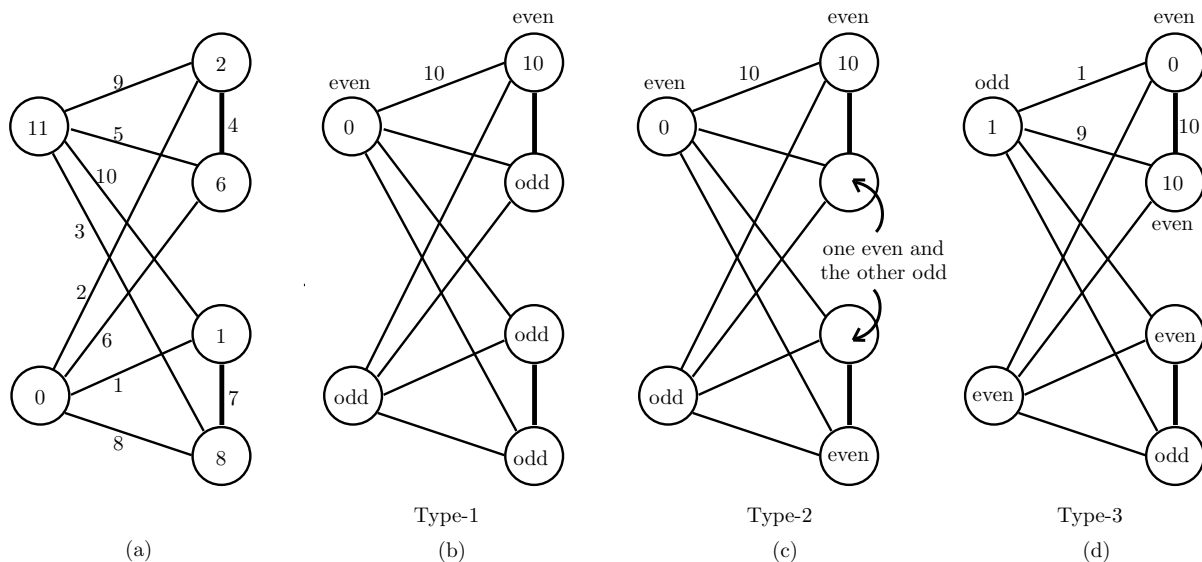 9
2
11
5
4
10
6
3
2
6
1
0
1
7
8
8
(a)
even
10
10
even
0
odd
odd
odd
odd
Type-1
(b)
even
10
10
even
0
one even and
the other odd
odd
even
Type-2
(c)
even
1
0
odd
1
9
10
10
even
even
even
odd
Type-3
(d)